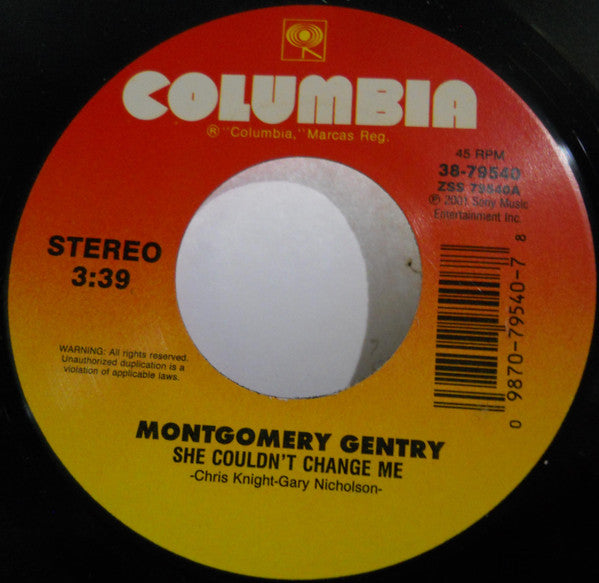 COLUMBIA
® "Columbia," Marcas Reg.
45 RPM
38-79540
ZSS 79540A
℗ 2001 Sony Music
Entertainment Inc.
STEREO
3:39
WARNING: All rights reserved.
Unauthorized duplication is a
violation of applicable laws.
0 9870-79540-7 8
MONTGOMERY GENTRY
SHE COULDN'T CHANGE ME
-Chris Knight-Gary Nicholson-